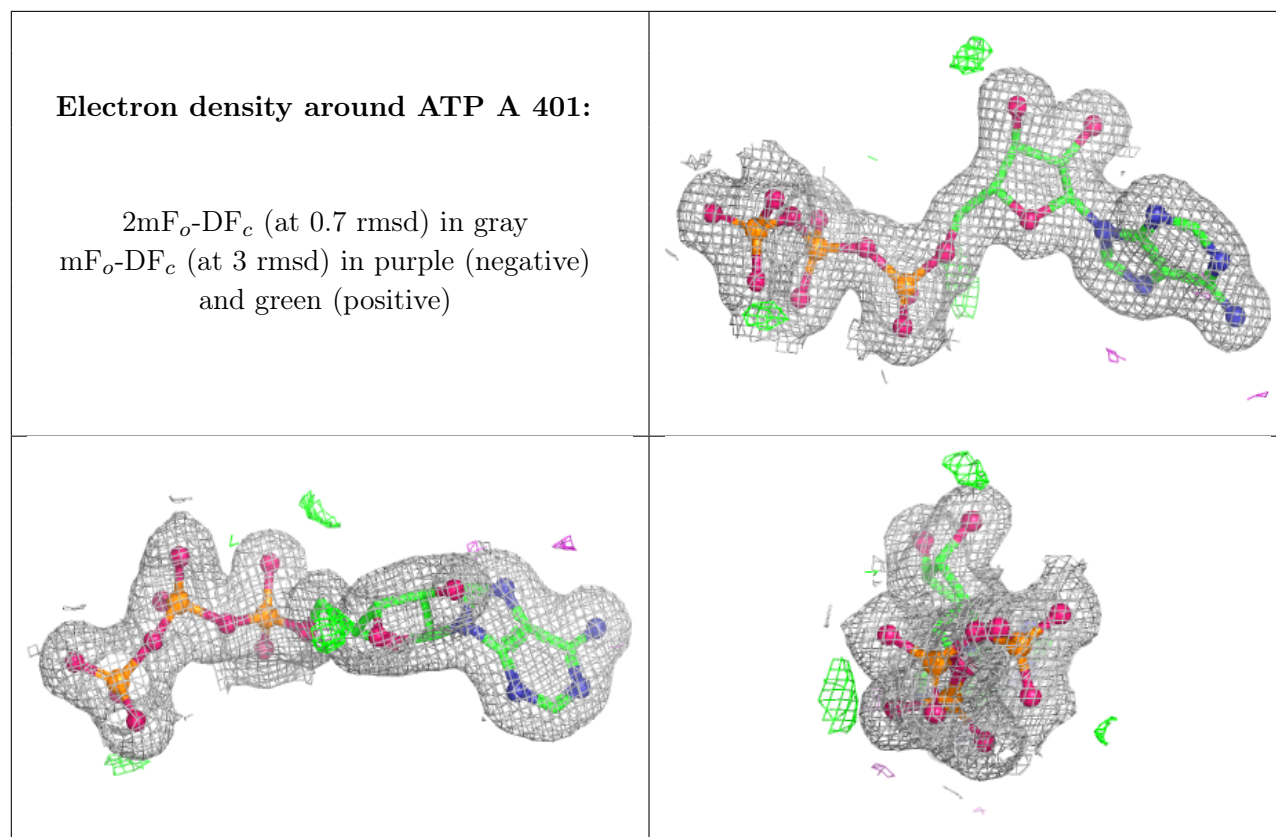 Electron density around ATP A 401:
2mFₒ-DF𝒸 (at 0.7 rmsd) in gray
mFₒ-DF𝒸 (at 3 rmsd) in purple (negative)
and green (positive)